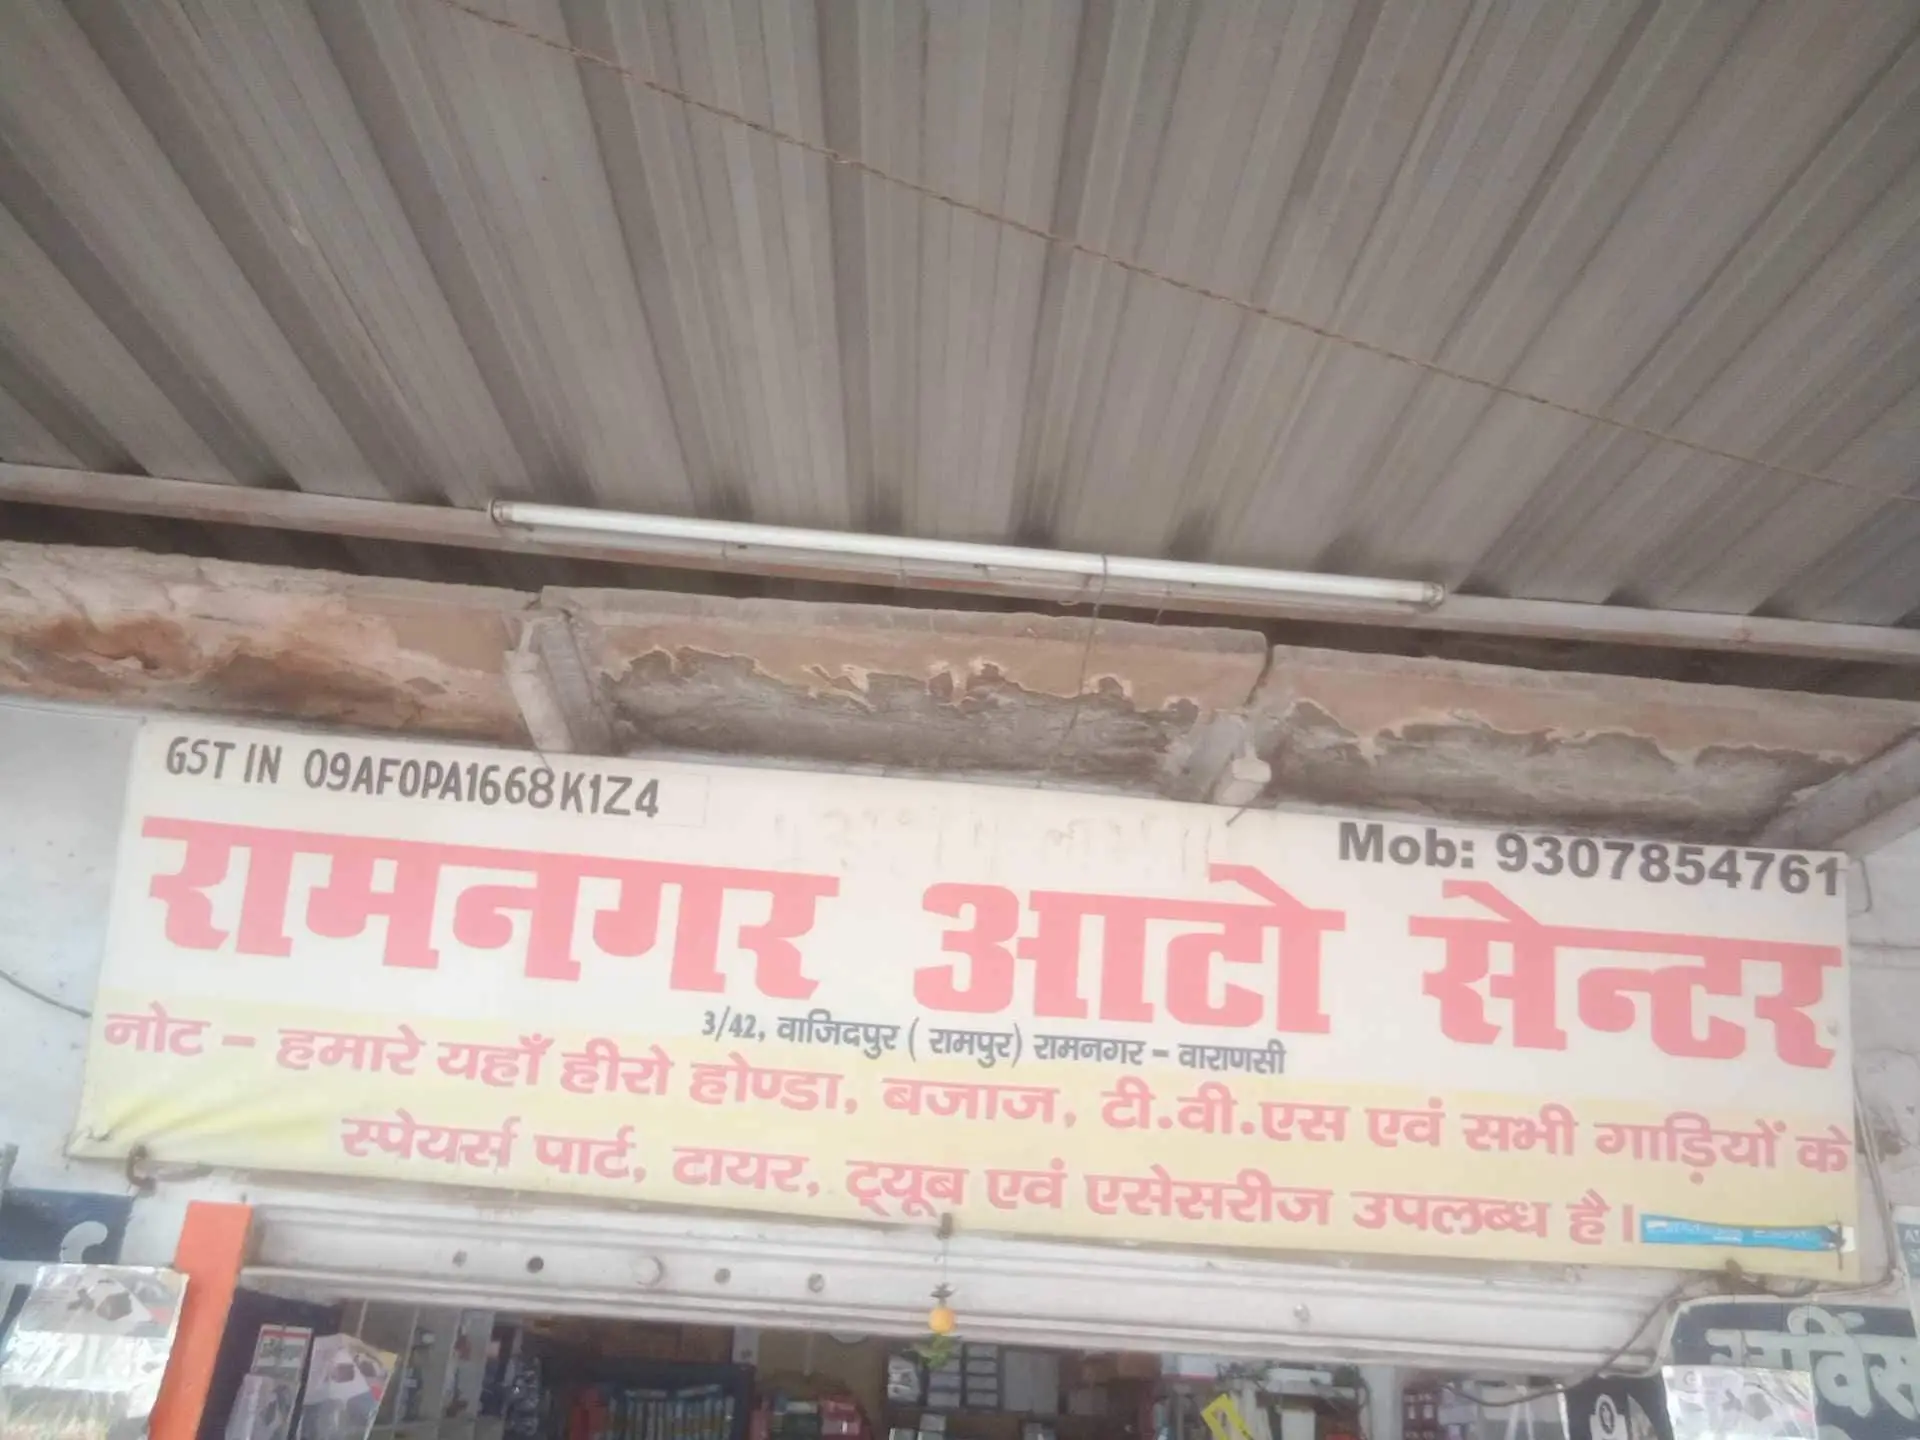 GST IN 09AFOPA1668K1Z4
Mob: 9307854761
रामनगर आटो सेन्टर
3/42, वाजिदपुर ( रामपुर) रामनगर - वाराणसी
नोट - हमारे यहाँ हीरो होण्डा, बजाज, टी.वी.एस एवं सभी गाड़ियों के
स्पेयर्स पार्ट, टायर, ट्यूब एवं एसेसरीज उपलब्ध है।
सर्विस